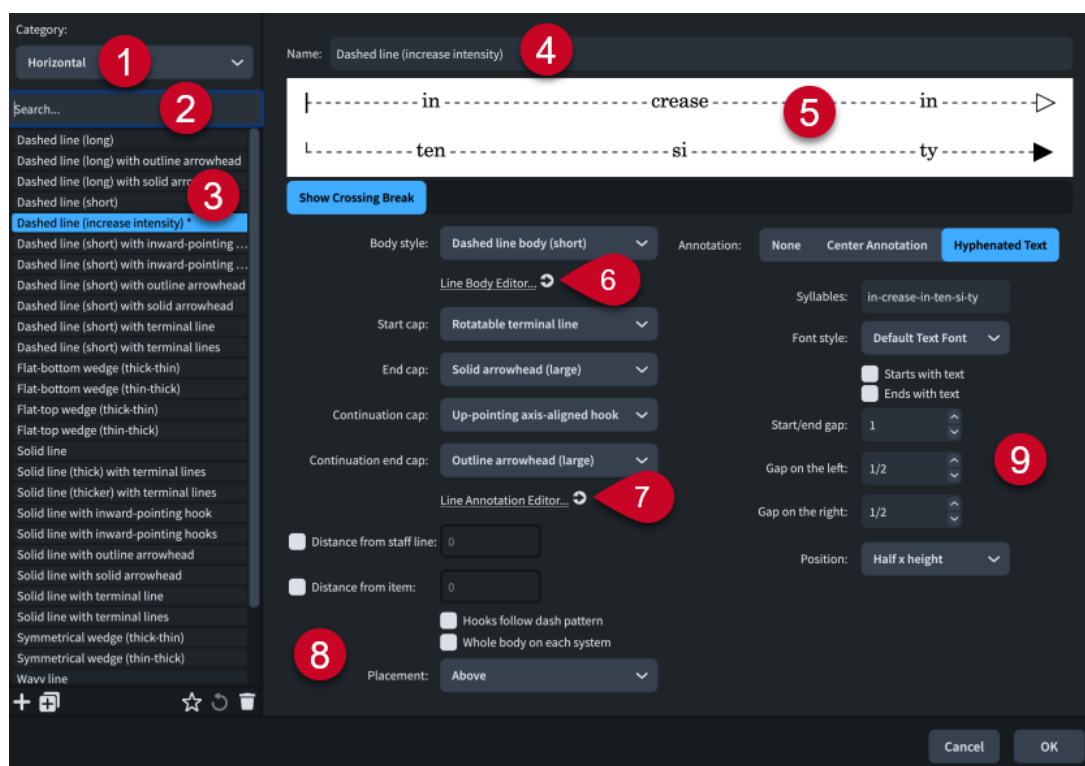 Category:
Horizontal
1
Search...
2
Dashed line (long)
Dashed line (long) with outline arrowhead
Dashed line (long) with solid arr
3
Dashed line (short)
Dashed line (increase intensity) *
Dashed line (short) with inward-pointing ...
Dashed line (short) with inward-pointing ...
Dashed line (short) with outline arrowhead
Dashed line (short) with solid arrowhead
Dashed line (short) with terminal line
Dashed line (short) with terminal lines
Flat-bottom wedge (thick-thin)
Flat-bottom wedge (thin-thick)
Flat-top wedge (thick-thin)
Flat-top wedge (thin-thick)
Solid line
Solid line (thick) with terminal lines
Solid line (thicker) with terminal lines
Solid line with inward-pointing hook
Solid line with inward-pointing hooks
Solid line with outline arrowhead
Solid line with solid arrowhead
Solid line with terminal line
Solid line with terminal lines
Symmetrical wedge (thick-thin)
Symmetrical wedge (thin-thick)
Wavy line
Name: Dashed line (increase intensity)
4
in crease in
5
ten si ty
Show Crossing Break
Body style: Dashed line body (short)
Line Body Editor...
6
Start cap: Rotatable terminal line
End cap: Solid arrowhead (large)
Continuation cap: Up-pointing axis-aligned hook
Continuation end cap: Outline arrowhead (large)
Line Annotation Editor...
7
Distance from staff line: 0
Distance from item: 0
Hooks follow dash pattern
Whole body on each system
8
Placement: Above
Annotation: None Center Annotation Hyphenated Text
Syllables: in-crease-in-ten-si-ty
Font style: Default Text Font
Starts with text
Ends with text
Start/end gap: 1
Gap on the left: 1/2
9
Gap on the right: 1/2
Position: Half x height
Cancel OK